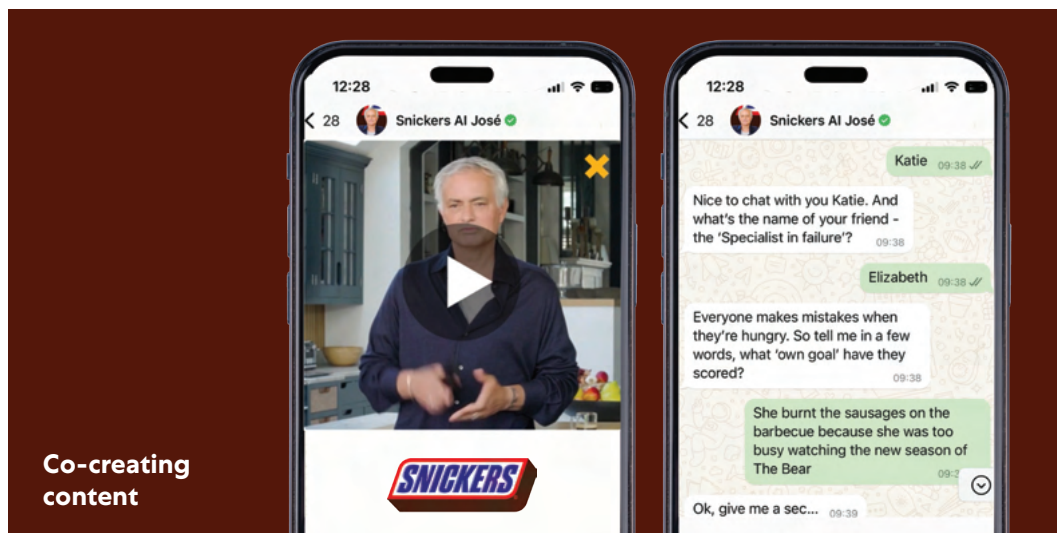 12:28
28 Snickers AI José
SNICKERS
12:28
28 Snickers AI José
Katie 09:38
Nice to chat with you Katie. And
what's the name of your friend -
the 'Specialist in failure'? 09:38
Elizabeth 09:38
Everyone makes mistakes when
they're hungry. So tell me in a few
words, what 'own goal' have they
scored? 09:38
She burnt the sausages on the
barbecue because she was too
busy watching the new season of
The Bear
Ok, give me a sec... 09:39
Co-creating
content